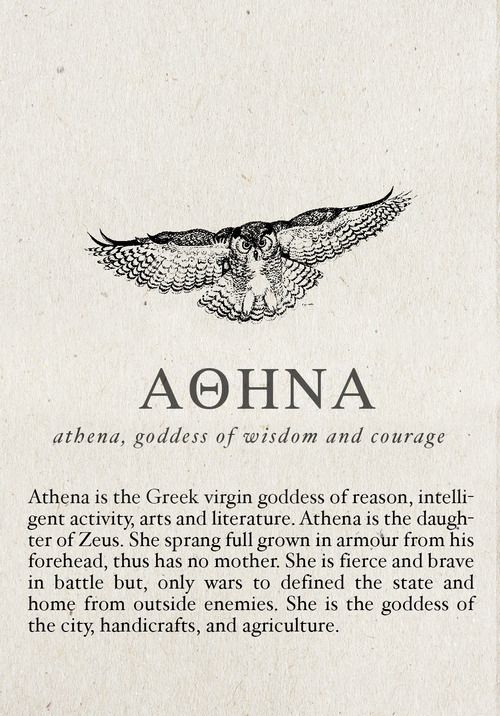 ΑΘΗΝΑ
athena, goddess of wisdom and courage
Athena is the Greek virgin goddess of reason, intelli-
gent activity, arts and literature. Athena is the daugh-
ter of Zeus. She sprang full grown in armour from his
forehead, thus has no mother. She is fierce and brave
in battle but, only wars to defined the state and
home from outside enemies. She is the goddess of
the city, handicrafts, and agriculture.